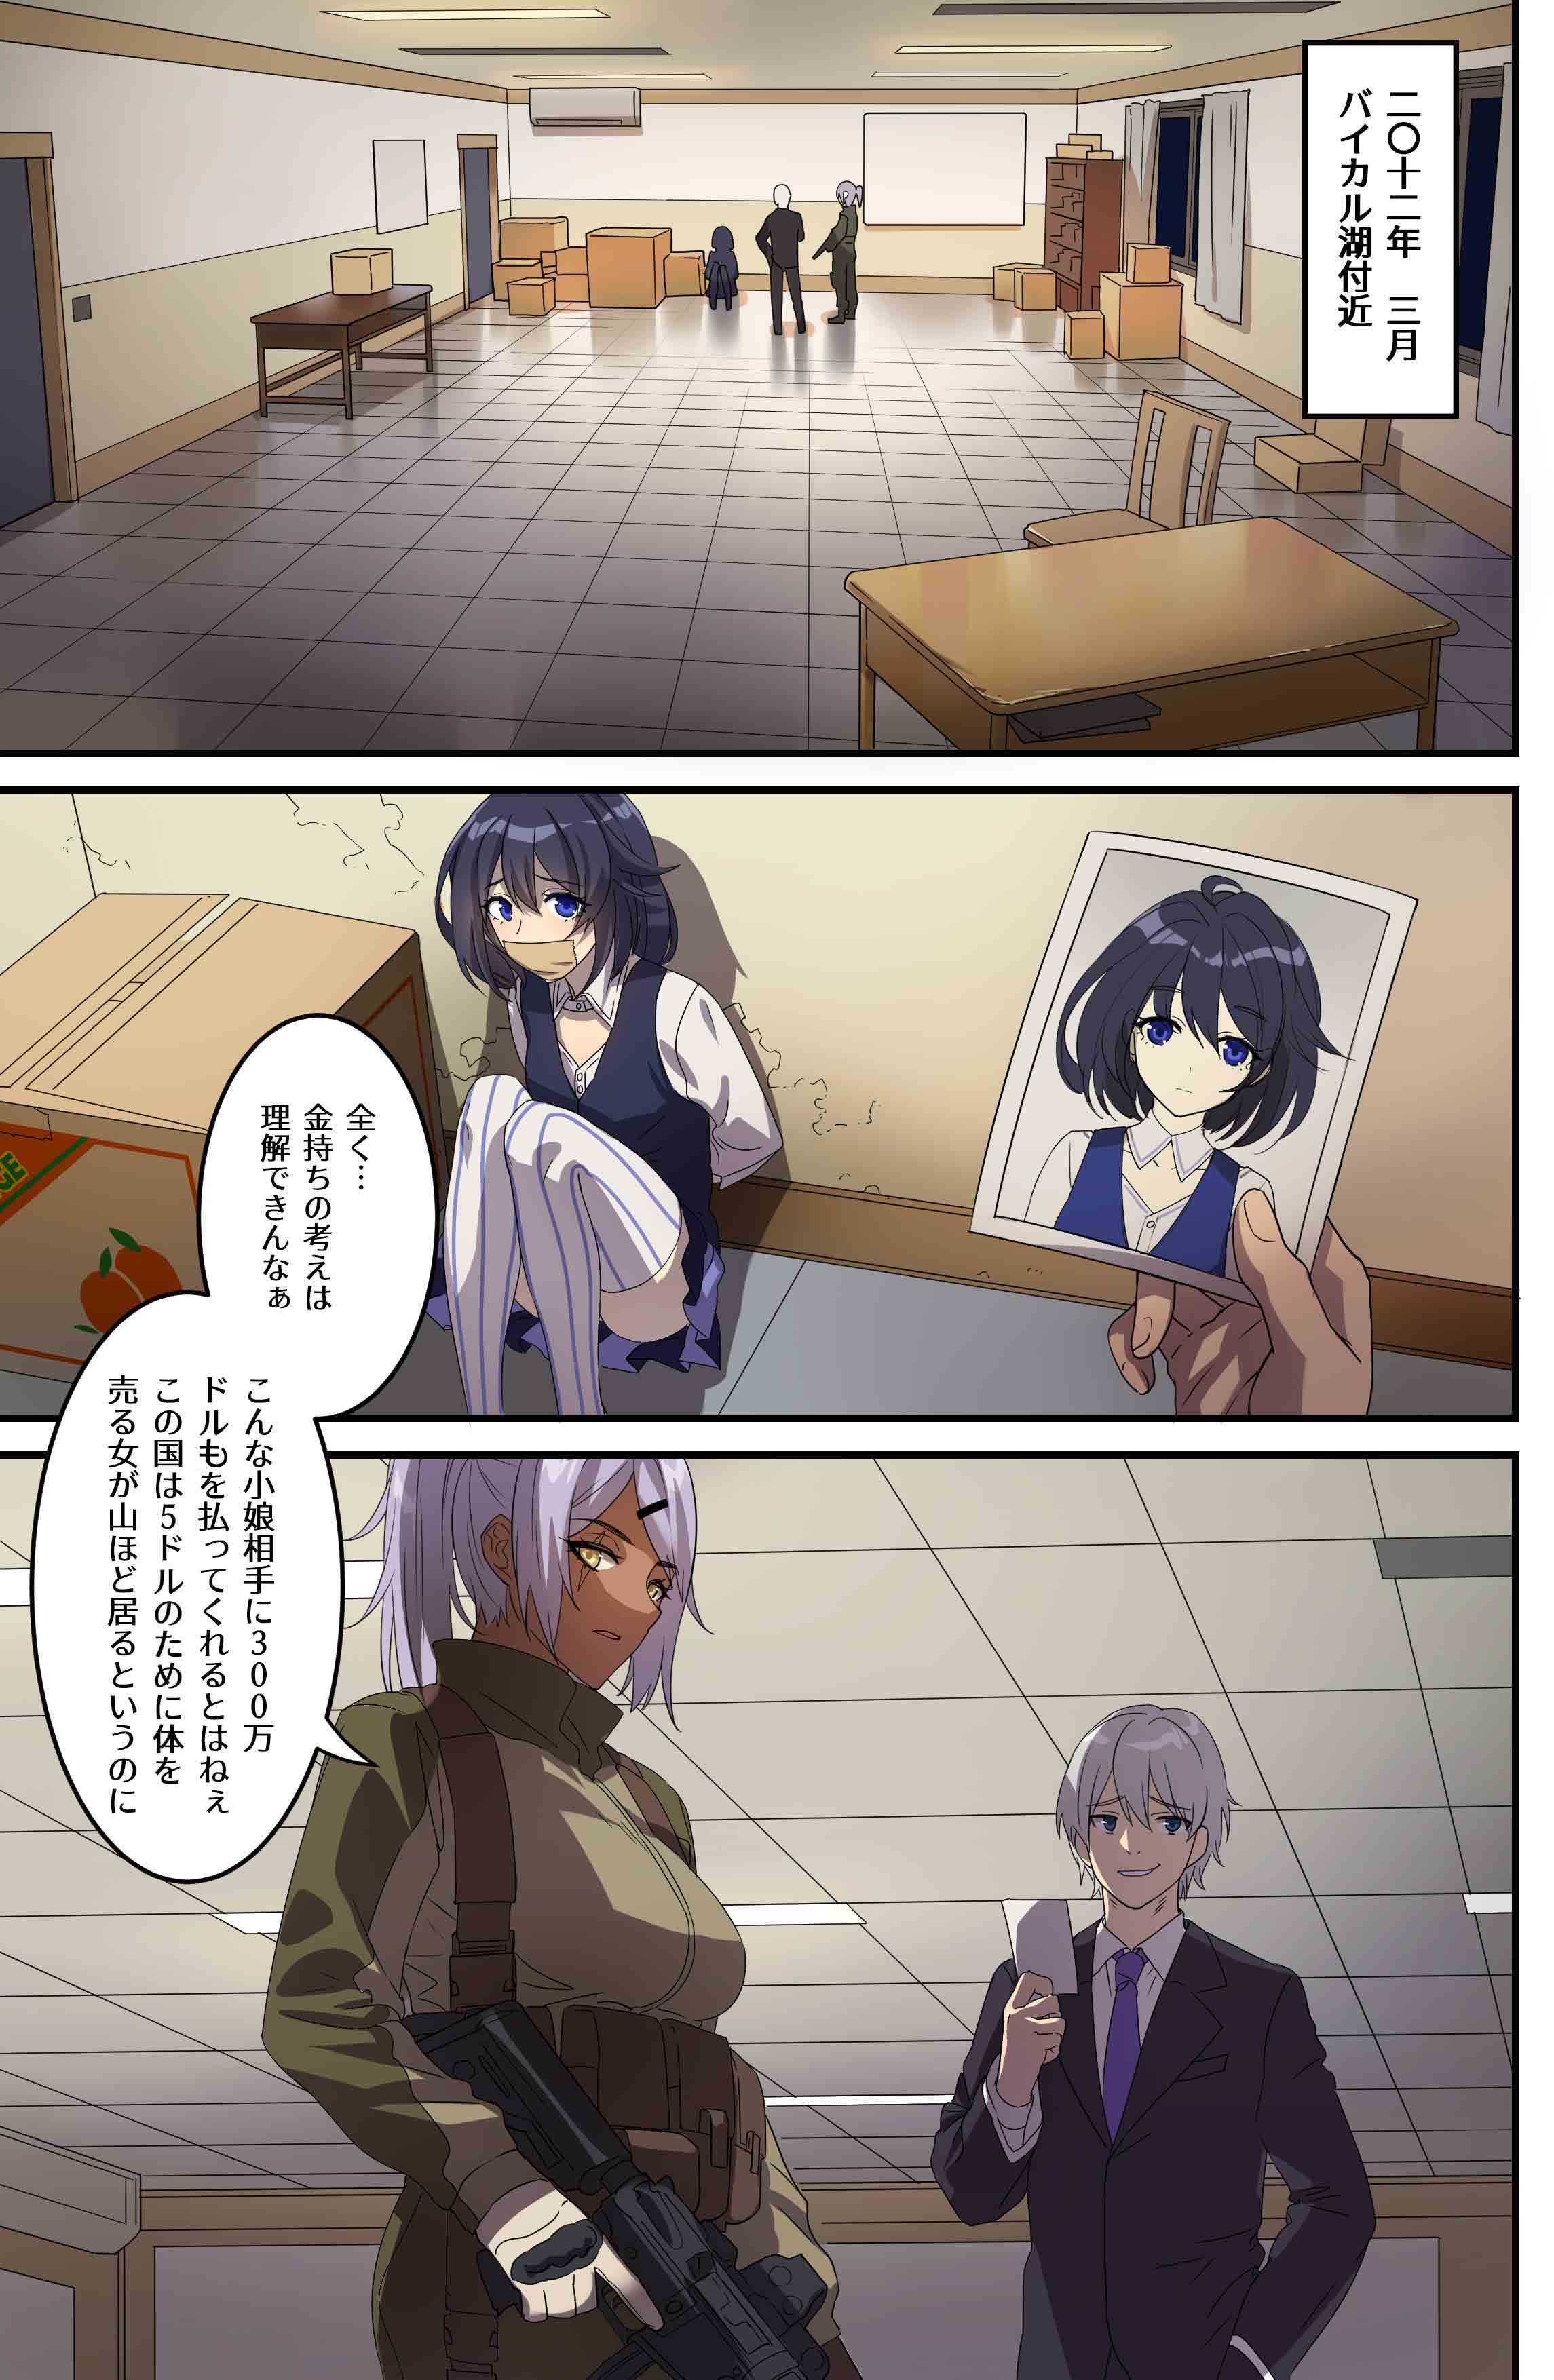 二〇十二年　三月
バイカル湖付近
全く…
金持ちの考えは
理解できんなぁ
こんな小娘相手に300万
ドルもを払ってくれるとはねぇ
この国は5ドルのために体を
売る女が山ほど居るというのに
GE